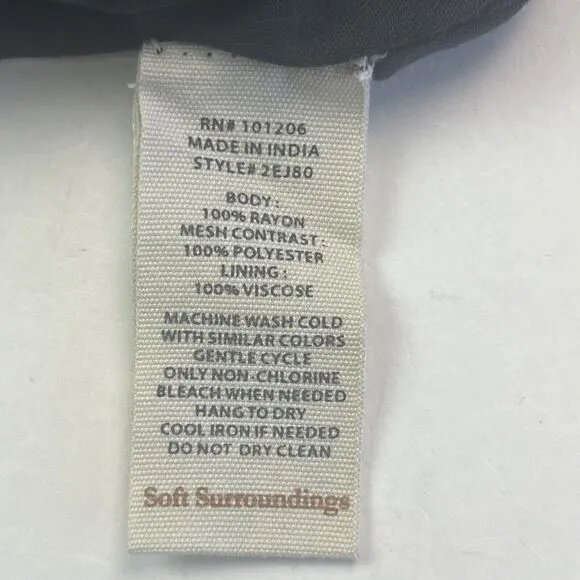 RN# 101206
MADE IN INDIA
STYLE# 2EJ80
BODY :
100% RAYON
MESH CONTRAST :
100% POLYESTER
LINING :
100% VISCOSE
MACHINE WASH COLD
WITH SIMILAR COLORS
GENTLE CYCLE
ONLY NON-CHLORINE
BLEACH WHEN NEEDED
HANG TO DRY
COOL IRON IF NEEDED
DO NOT DRY CLEAN
Soft Surroundings